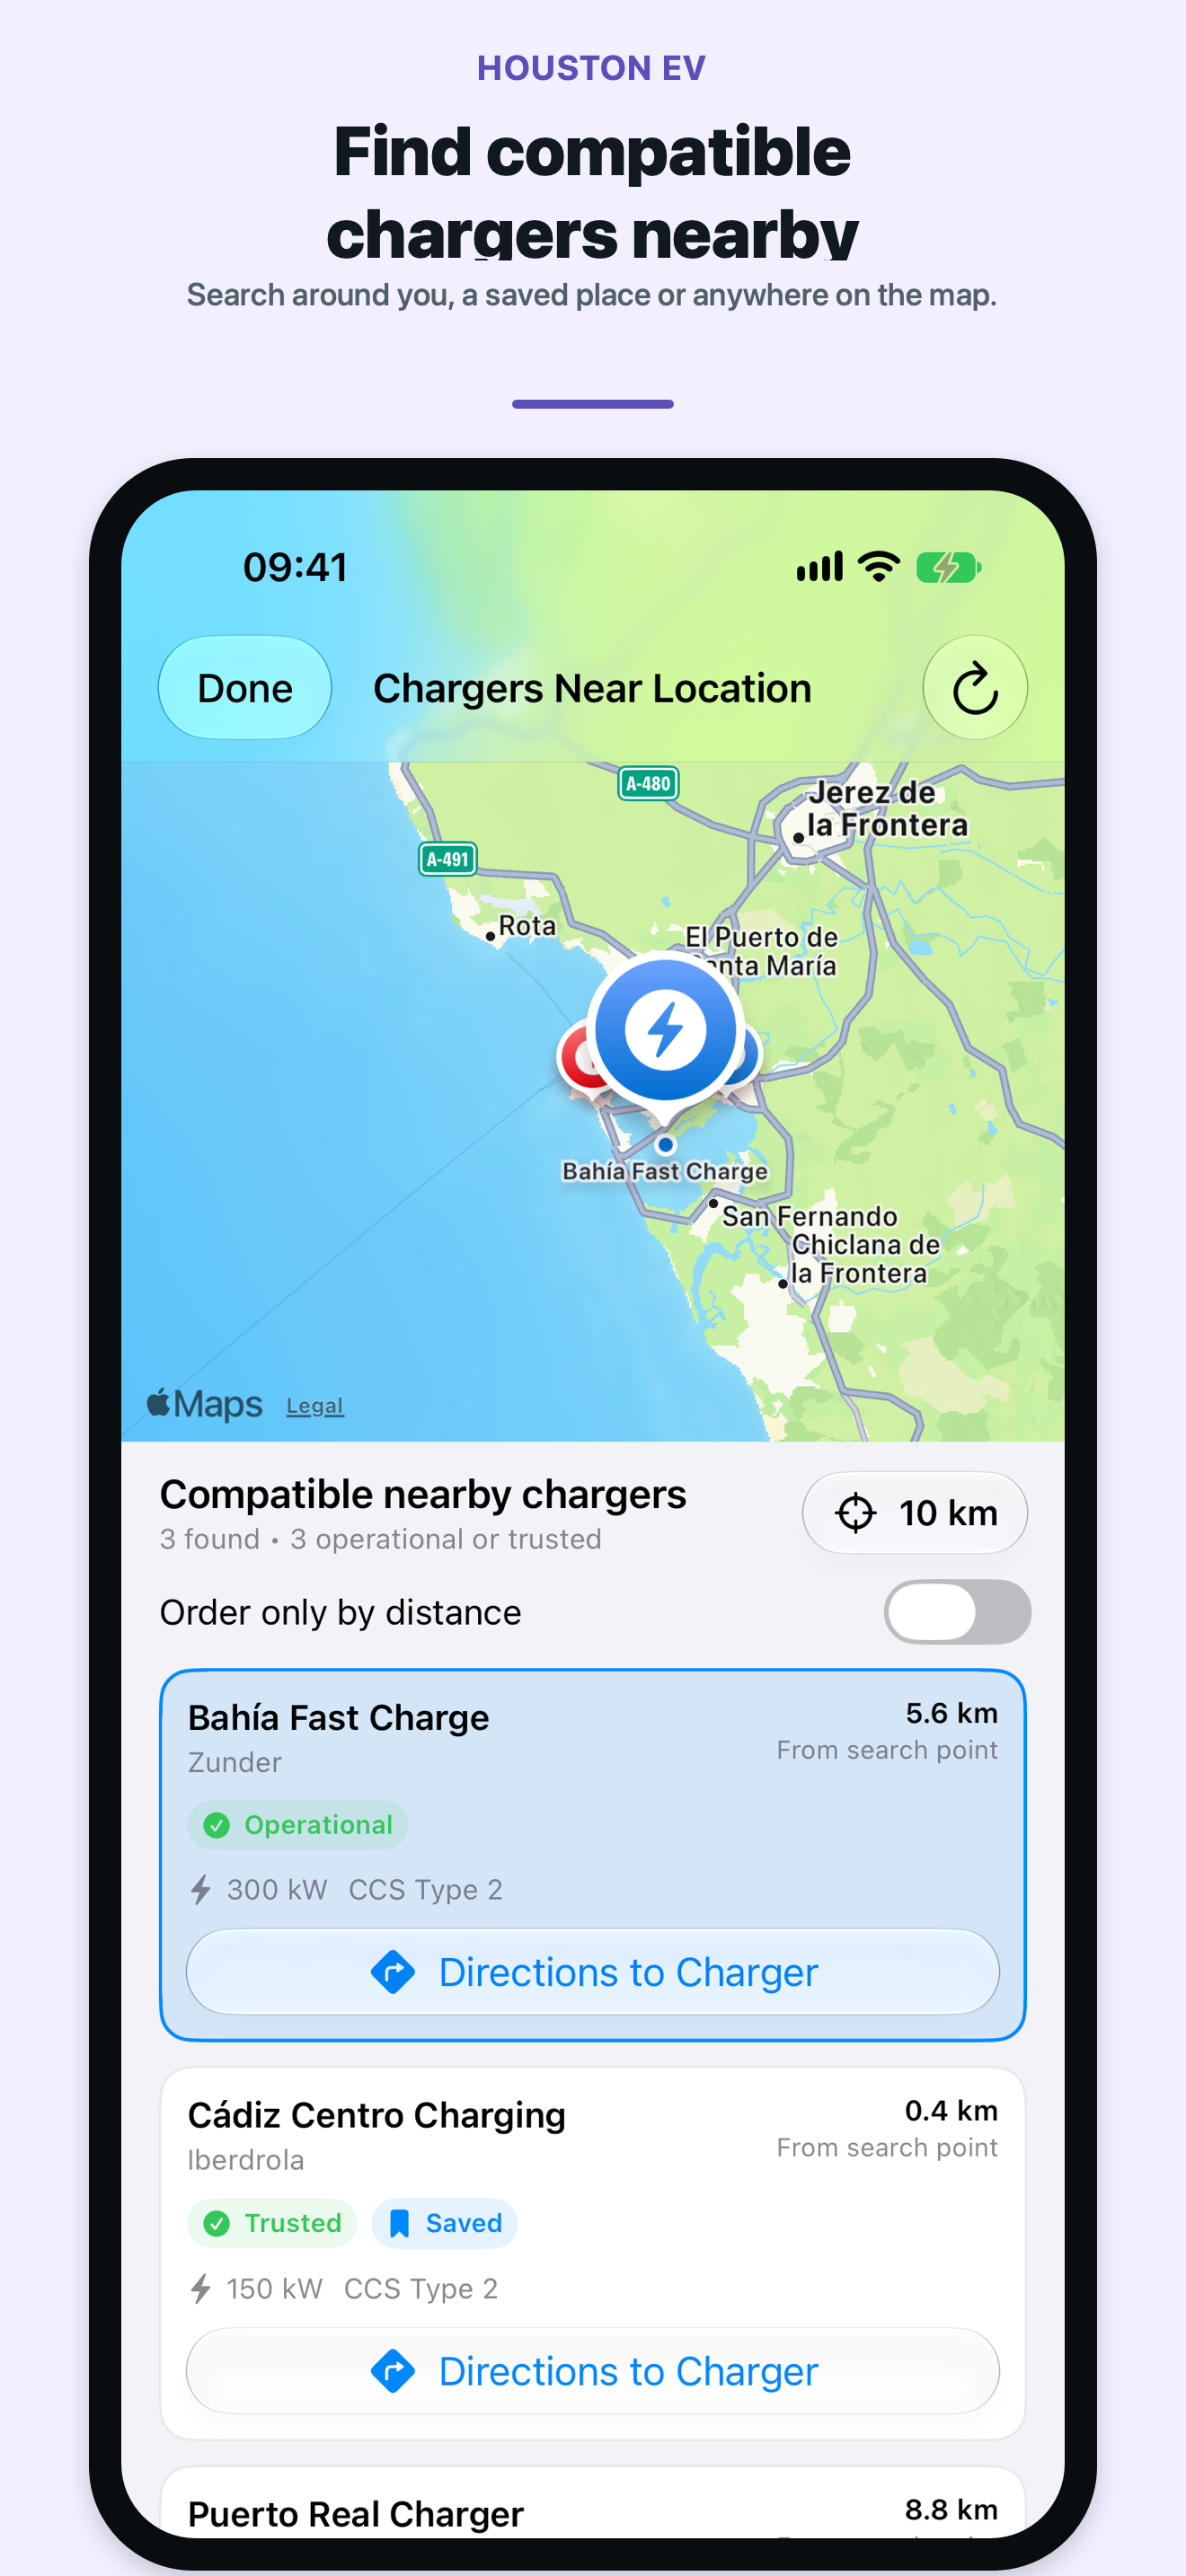 HOUSTON EV
Find compatible
chargers nearby
Search around you, a saved place or anywhere on the map.
09:41
Done
Chargers Near Location
A-480
Jerez de
la Frontera
A-491
Rota
El Puerto de
anta María
Bahía Fast Charge
San Fernando
Chiclana de
la Frontera
Maps
Legal
Compatible nearby chargers
3 found • 3 operational or trusted
10 km
Order only by distance
Bahía Fast Charge
5.6 km
Zunder
From search point
Operational
300 kW CCS Type 2
Directions to Charger
Cádiz Centro Charging
0.4 km
Iberdrola
From search point
Trusted
Saved
150 kW CCS Type 2
Directions to Charger
Puerto Real Charger
8.8 km